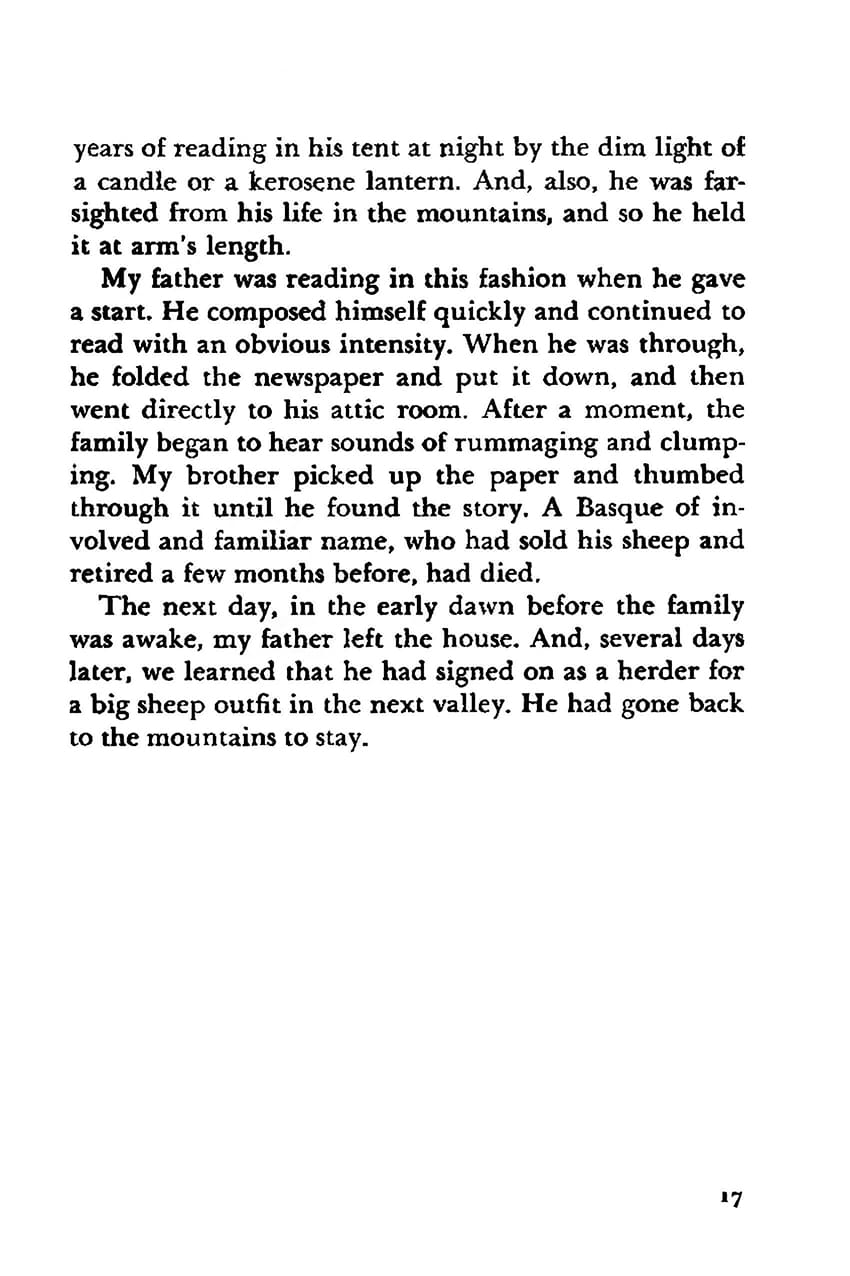 years of reading in his tent at night by the dim light of
a candle or a kerosene lantern. And, also, he was far-
sighted from his life in the mountains, and so he held
it at arm's length.
My father was reading in this fashion when he gave
a start. He composed himself quickly and continued to
read with an obvious intensity. When he was through,
he folded the newspaper and put it down, and then
went directly to his attic room. After a moment, the
family began to hear sounds of rummaging and clump-
ing. My brother picked up the paper and thumbed
through it until he found the story. A Basque of in-
volved and familiar name, who had sold his sheep and
retired a few months before, had died.
The next day, in the early dawn before the family
was awake, my father left the house. And, several days
later, we learned that he had signed on as a herder for
a big sheep outfit in the next valley. He had gone back
to the mountains to stay.
17